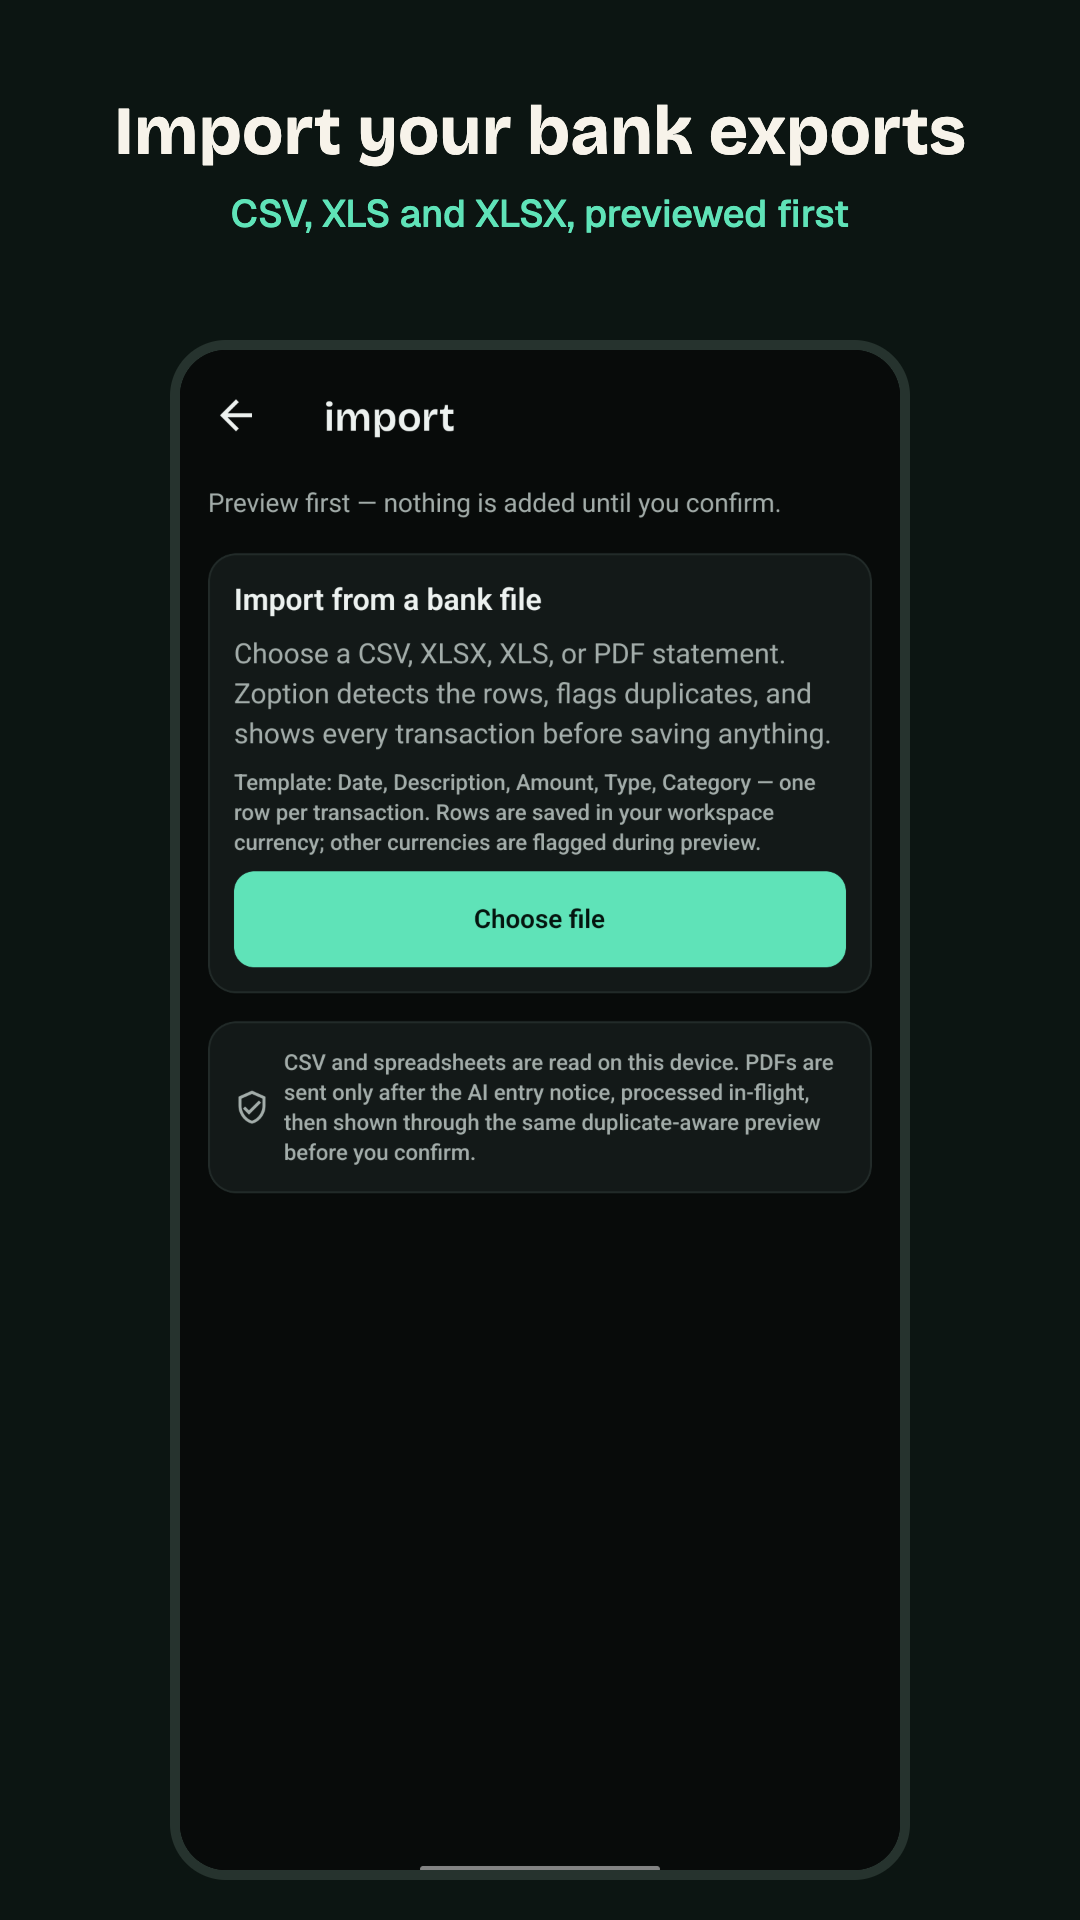 Import your bank exports
CSV, XLS and XLSX, previewed first
import
Preview first — nothing is added until you confirm.
Import from a bank file
Choose a CSV, XLSX, XLS, or PDF statement.
Zoption detects the rows, flags duplicates, and
shows every transaction before saving anything.
Template: Date, Description, Amount, Type, Category — one
row per transaction. Rows are saved in your workspace
currency; other currencies are flagged during preview.
Choose file
CSV and spreadsheets are read on this device. PDFs are
sent only after the AI entry notice, processed in-flight,
then shown through the same duplicate-aware preview
before you confirm.